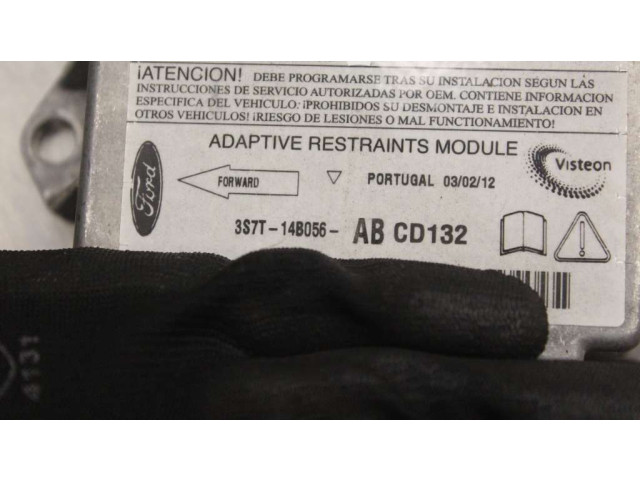 ¡ATENCION! DEBE PROGRAMARSE TRAS SU INSTALACION SEGUN LAS
INSTRUCCIONES DE SERVICIO AUTORIZADAS POR OEM. CONTIENE INFORMACION
ESPECIFICA DEL VEHICULO. ¡PROHIBIDOS SU DESMONTAJE E INSTALACION EN
OTROS VEHICULOS! ¡RIESGO DE LESIONES O MAL FUNCIONAMIENTO!
ADAPTIVE RESTRAINTS MODULE
Ford
FORWARD
PORTUGAL 03/02/12
Visteon
3S7T-14B056- AB CD132
4131